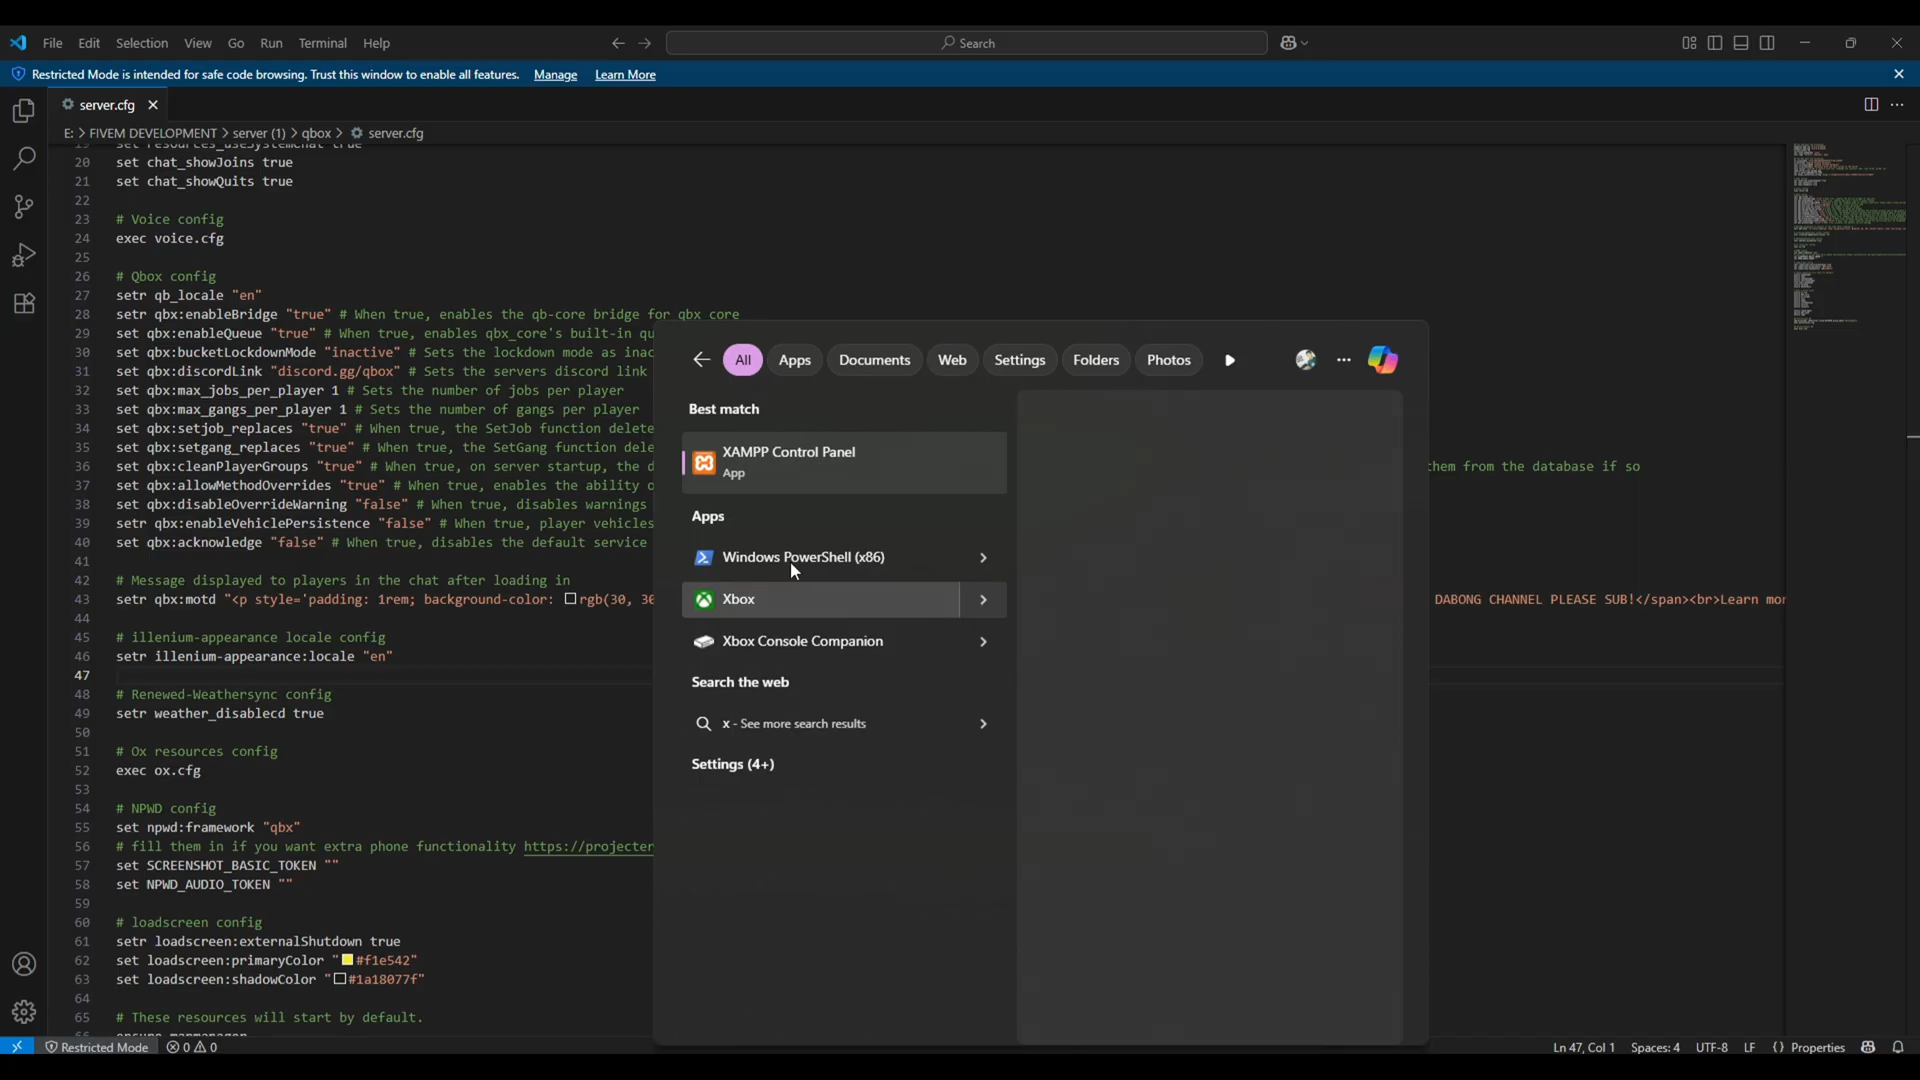 File Edit Selection View Go Run Terminal Help
Search
Restricted Mode is intended for safe code browsing. Trust this window to enable all features. Manage Learn More
server.cfg
E: > FIVEM DEVELOPMENT > server (1) > qbox > server.cfg
19 set resources_useSystemChat true
20 set chat_showJoins true
21 set chat_showQuits true
22
23 # Voice config
24 exec voice.cfg
25
26 # Qbox config
27 setr qb_locale "en"
28 setr qbx:enableBridge "true" # When true, enables the qb-core bridge for qbx_core
29 set qbx:enableQueue "true" # When true, enables qbx_core's built-in qu
30 set qbx:bucketLockdownMode "inactive" # Sets the lockdown mode as inac
31 set qbx:discordLink "discord.gg/qbox" # Sets the servers discord link
32 set qbx:max_jobs_per_player 1 # Sets the number of jobs per player
33 set qbx:max_gangs_per_player 1 # Sets the number of gangs per player
34 set qbx:setjob_replaces "true" # When true, the SetJob function delete
35 set qbx:setgang_replaces "true" # When true, the SetGang function dele
36 set qbx:cleanPlayerGroups "true" # When true, on server startup, the d them from the database if so
37 set qbx:allowMethodOverrides "true" # When true, enables the ability o
38 set qbx:disableOverrideWarning "false" # When true, disables warnings
39 setr qbx:enableVehiclePersistence "false" # When true, player vehicles
40 set qbx:acknowledge "false" # When true, disables the default service
41
42 # Message displayed to players in the chat after loading in
43 setr qbx:motd "<p style='padding: 1rem; background-color: rgb(30, 30 DABONG CHANNEL PLEASE SUB!</span><br>Learn mor
44
45 # illenium-appearance locale config
46 setr illenium-appearance:locale "en"
47
48 # Renewed-Weathersync config
49 setr weather_disablecd true
50
51 # Ox resources config
52 exec ox.cfg
53
54 # NPWD config
55 set npwd:framework "qbx"
56 # fill them in if you want extra phone functionality https://projecter
57 set SCREENSHOT_BASIC_TOKEN ""
58 set NPWD_AUDIO_TOKEN ""
59
60 # loadscreen config
61 setr loadscreen:externalShutdown true
62 set loadscreen:primaryColor "#f1e542"
63 set loadscreen:shadowColor "#1a18077f"
64
65 # These resources will start by default.
66
All Apps Documents Web Settings Folders Photos
Best match
XAMPP Control Panel
App
Apps
Windows PowerShell (x86)
Xbox
Xbox Console Companion
Search the web
x - See more search results
Settings (4+)
Restricted Mode 0 0 Ln 47, Col 1 Spaces: 4 UTF-8 LF {} Properties